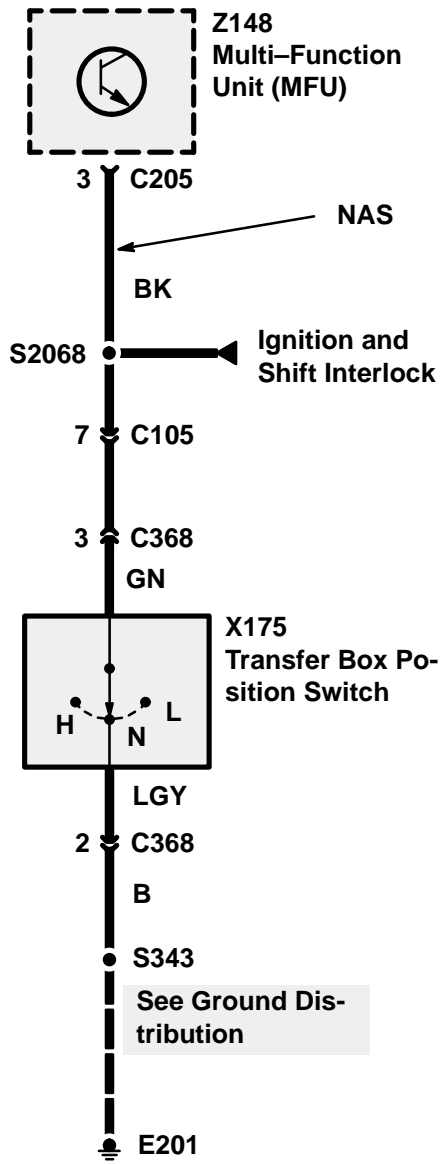 Z148
Multi–Function
Unit (MFU)
3 C205
NAS
BK
S2068
Ignition and
Shift Interlock
7 C105
3 C368
GN
X175
Transfer Box Po-
sition Switch
H N L
LGY
2 C368
B
S343
See Ground Dis-
tribution
E201